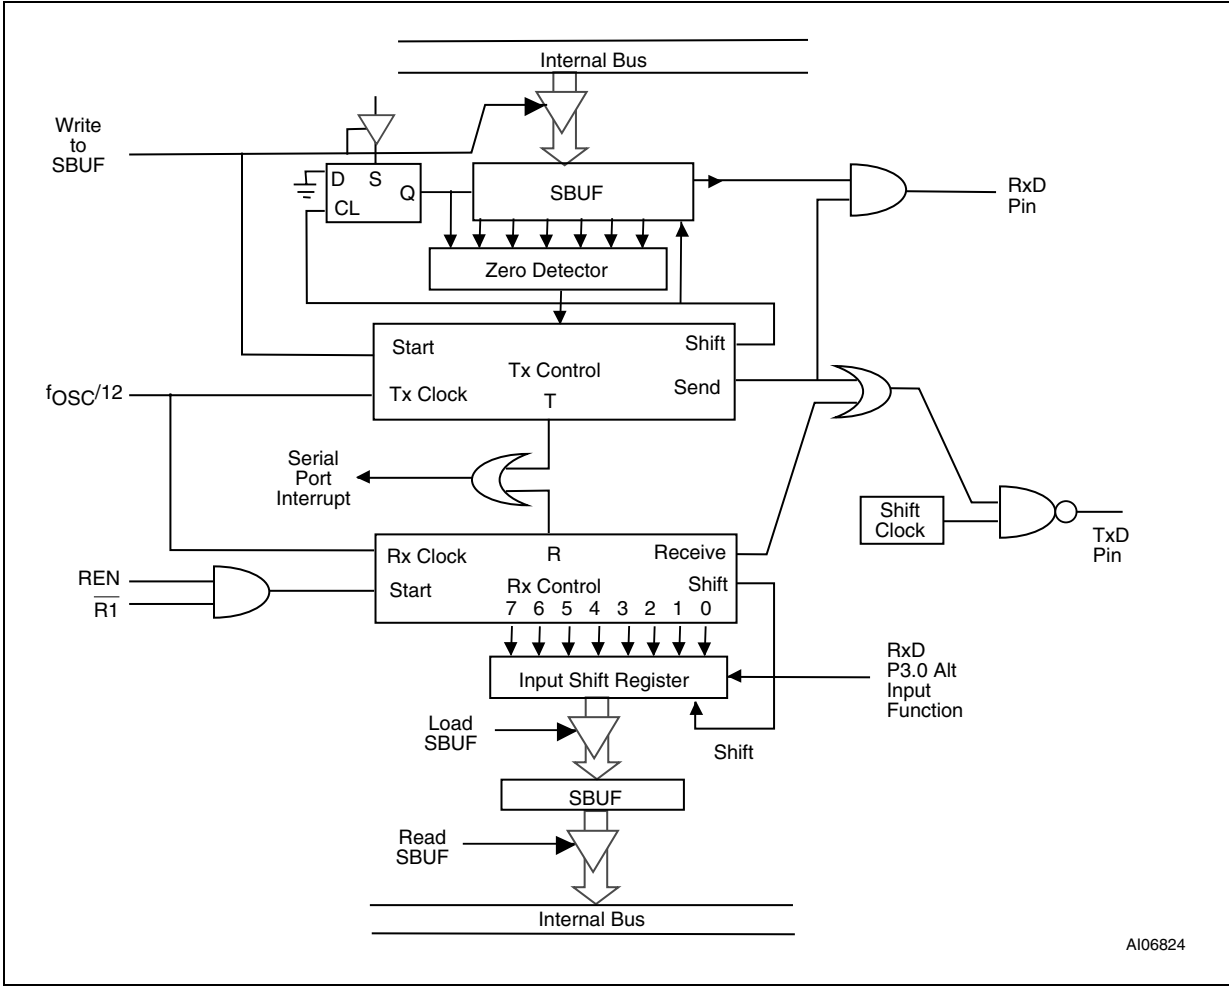 Internal Bus
Write
to
SBUF
D S
Q
CL
SBUF
RxD
Pin
Zero Detector
Start
Shift
Tx Control
Send
fOSC/12
Tx Clock
T
Serial
Port
Interrupt
Shift
Clock
TxD
Pin
Rx Clock
R
Receive
REN
R1
Start
Rx Control
Shift
7 6 5 4 3 2 1 0
RxD
P3.0 Alt
Input
Function
Input Shift Register
Load
SBUF
Shift
SBUF
Read
SBUF
Internal Bus
AI06824